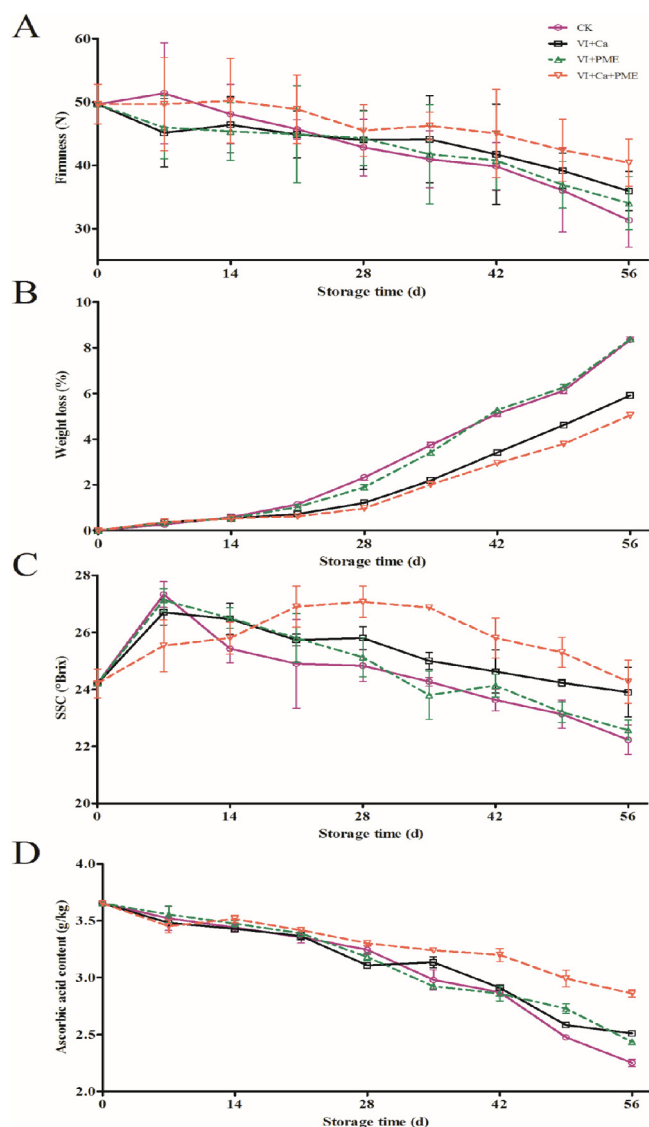 A
CK
VI+Ca
VI+PME
VI+Ca+PME
60
50
40
30
Firmness (N)
0 14 28 42 56
Storage time (d)
B
10
8
6
4
2
0
Weight loss (%)
0 14 28 42 56
Storage time (d)
C
28
26
24
22
20
SSC (°Brix)
0 14 28 42 56
Storage time (d)
D
4.0
3.5
3.0
2.5
2.0
Ascorbic acid content (g/kg)
0 14 28 42 56
Storage time (d)